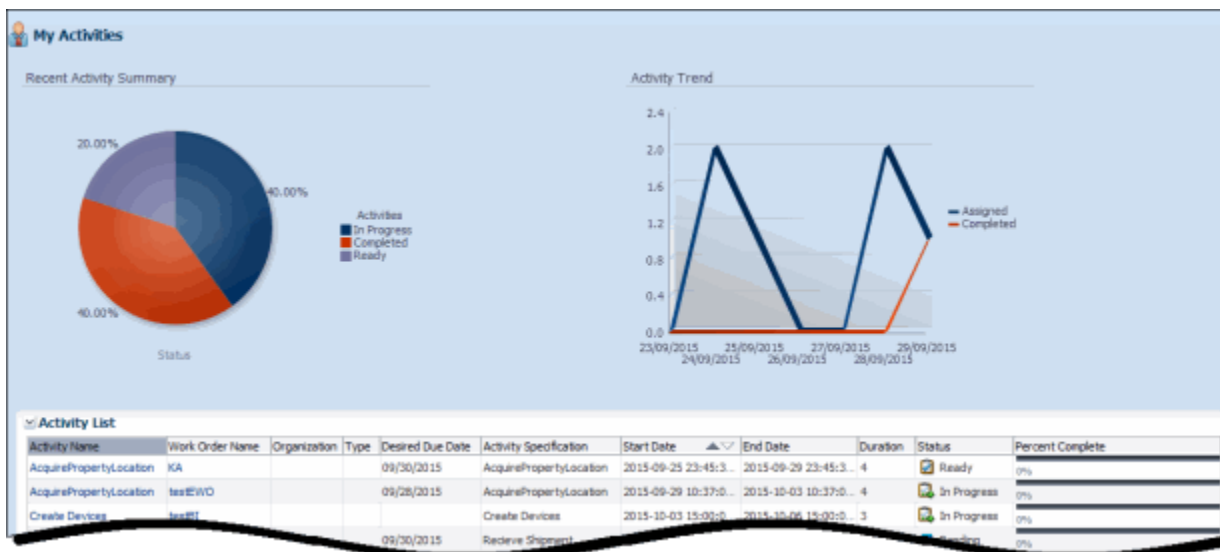 My Activities
Recent Activity Summary
20.00%
40.00%
40.00%
Activities
In Progress
Completed
Ready
Status
Activity Trend
2.4
2.0
1.6
1.2
0.8
0.4
0.0
23/09/2015 25/09/2015 27/09/2015 29/09/2015
24/09/2015 26/09/2015 28/09/2015
Assigned
Completed
Activity List
Activity Name Work Order Name Organization Type Desired Due Date Activity Specification Start Date End Date Duration Status Percent Complete
AcquirePropertyLocation KA 09/30/2015 AcquirePropertyLocation 2015-09-25 23:45:3... 2015-09-29 23:45:3... 4 Ready 0%
AcquirePropertyLocation testEWO 09/28/2015 AcquirePropertyLocation 2015-09-29 10:37:0... 2015-10-03 10:37:0... 4 In Progress 0%
Create Devices Create Devices 2015-10-03 15:00:0... 2015-10-06 15:00:0... 3 In Progress 0%
09/30/2015 Recieve Shipment 0%